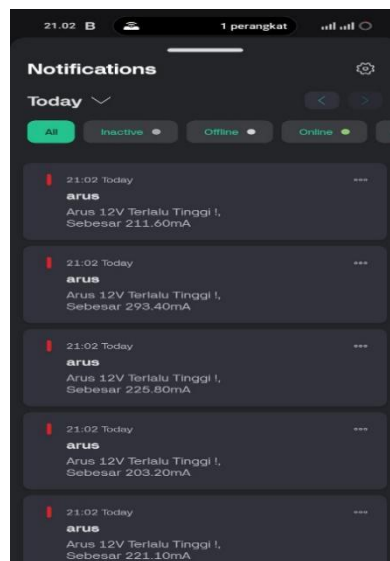 21.02 B 1 perangkat
Notifications
Today
All Inactive Offline Online
21:02 Today
arus
Arus 12V Terlalu Tinggi !,
Sebesar 211.60mA
21:02 Today
arus
Arus 12V Terlalu Tinggi !,
Sebesar 293.40mA
21:02 Today
arus
Arus 12V Terlalu Tinggi !,
Sebesar 225.80mA
21:02 Today
arus
Arus 12V Terlalu Tinggi !,
Sebesar 203.20mA
21:02 Today
arus
Arus 12V Terlalu Tinggi !,
Sebesar 221.10mA